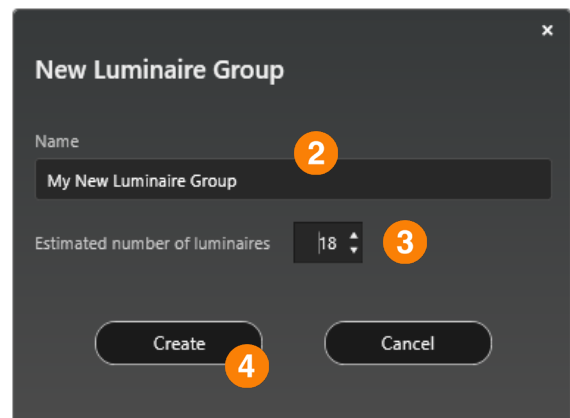 ×
New Luminaire Group
Name
2
My New Luminaire Group
Estimated number of luminaires 18 3
Create Cancel
4